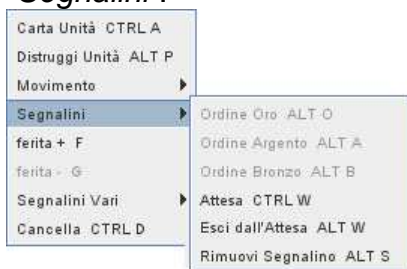 Segnalini .
Carta Unità CTRL A
Distruggi Unità ALT P
Movimento
Segnalini
ferita + F
ferita - G
Segnalini Vari
Cancella CTRL D
Ordine Oro ALT O
Ordine Argento ALT A
Ordine Bronzo ALT B
Attesa CTRL W
Esci dall'Attesa ALT W
Rimuovi Segnalino ALT S